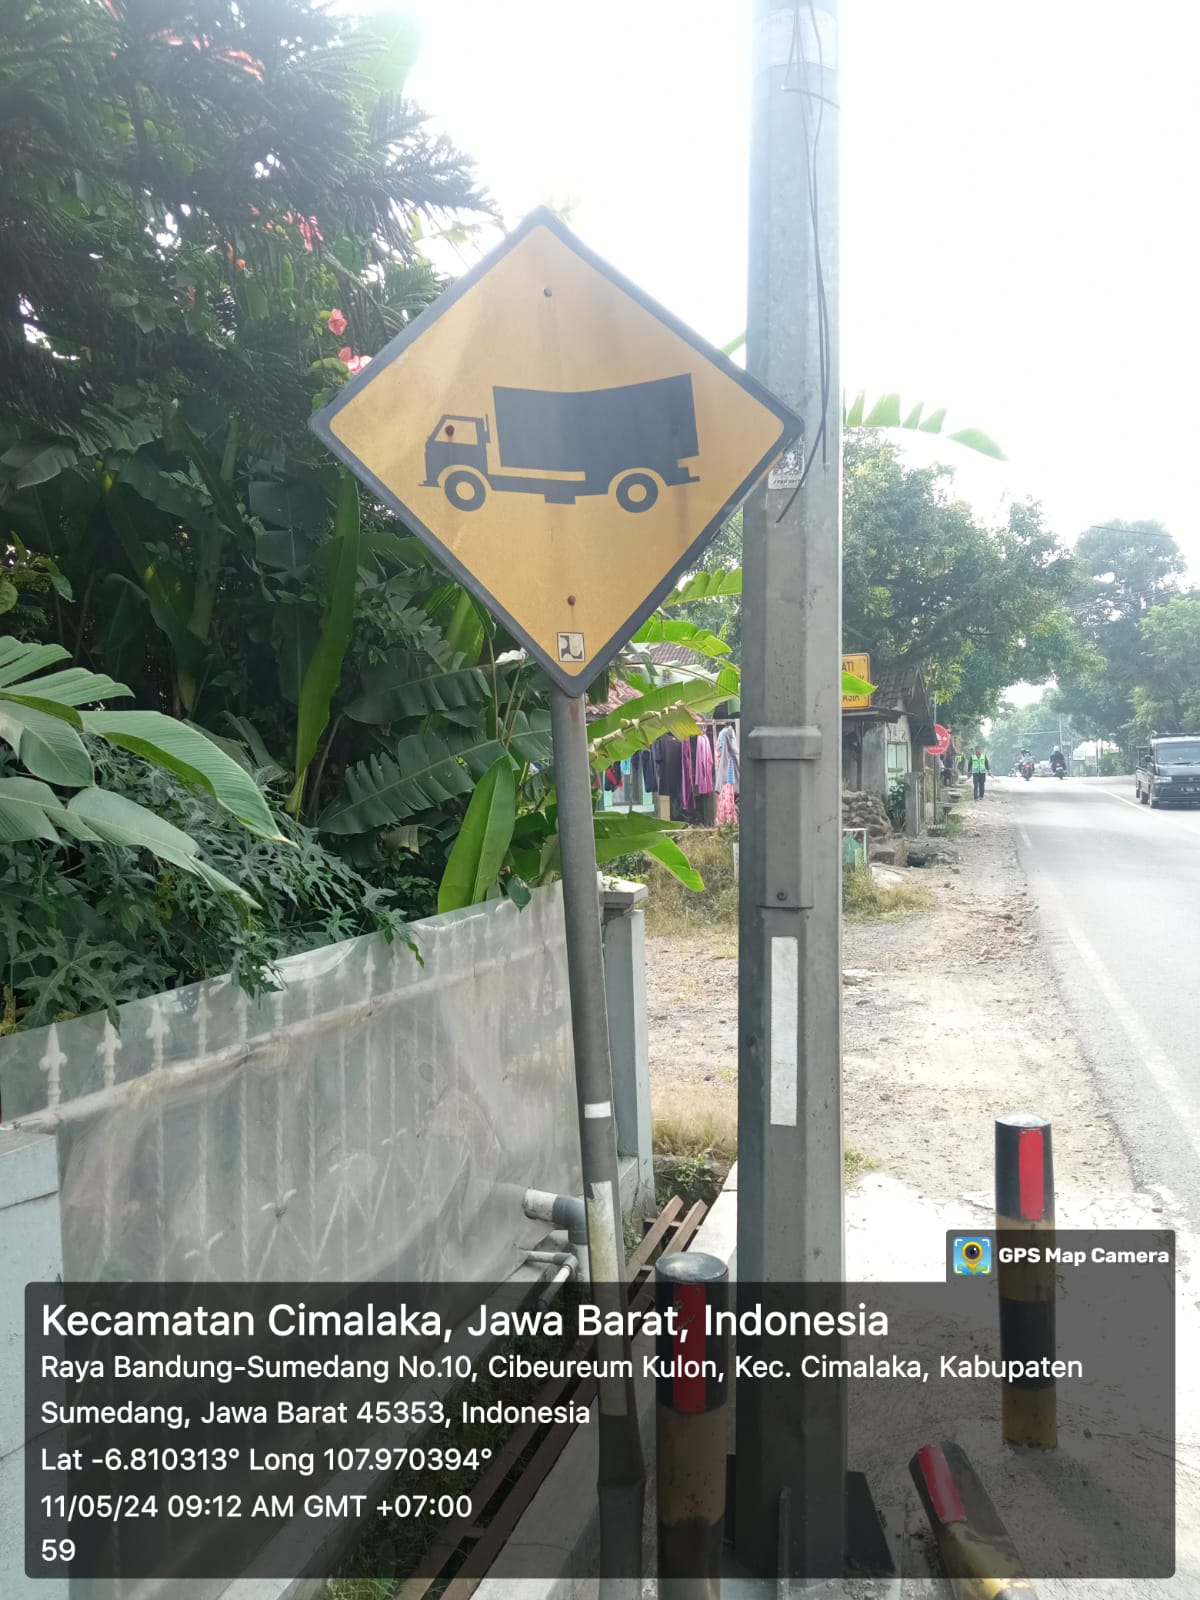 ATI
ASIK
GPS Map Camera
Kecamatan Cimalaka, Jawa Barat, Indonesia
Raya Bandung-Sumedang No.10, Cibeureum Kulon, Kec. Cimalaka, Kabupaten
Sumedang, Jawa Barat 45353, Indonesia
Lat -6.810313° Long 107.970394°
11/05/24 09:12 AM GMT +07:00
59